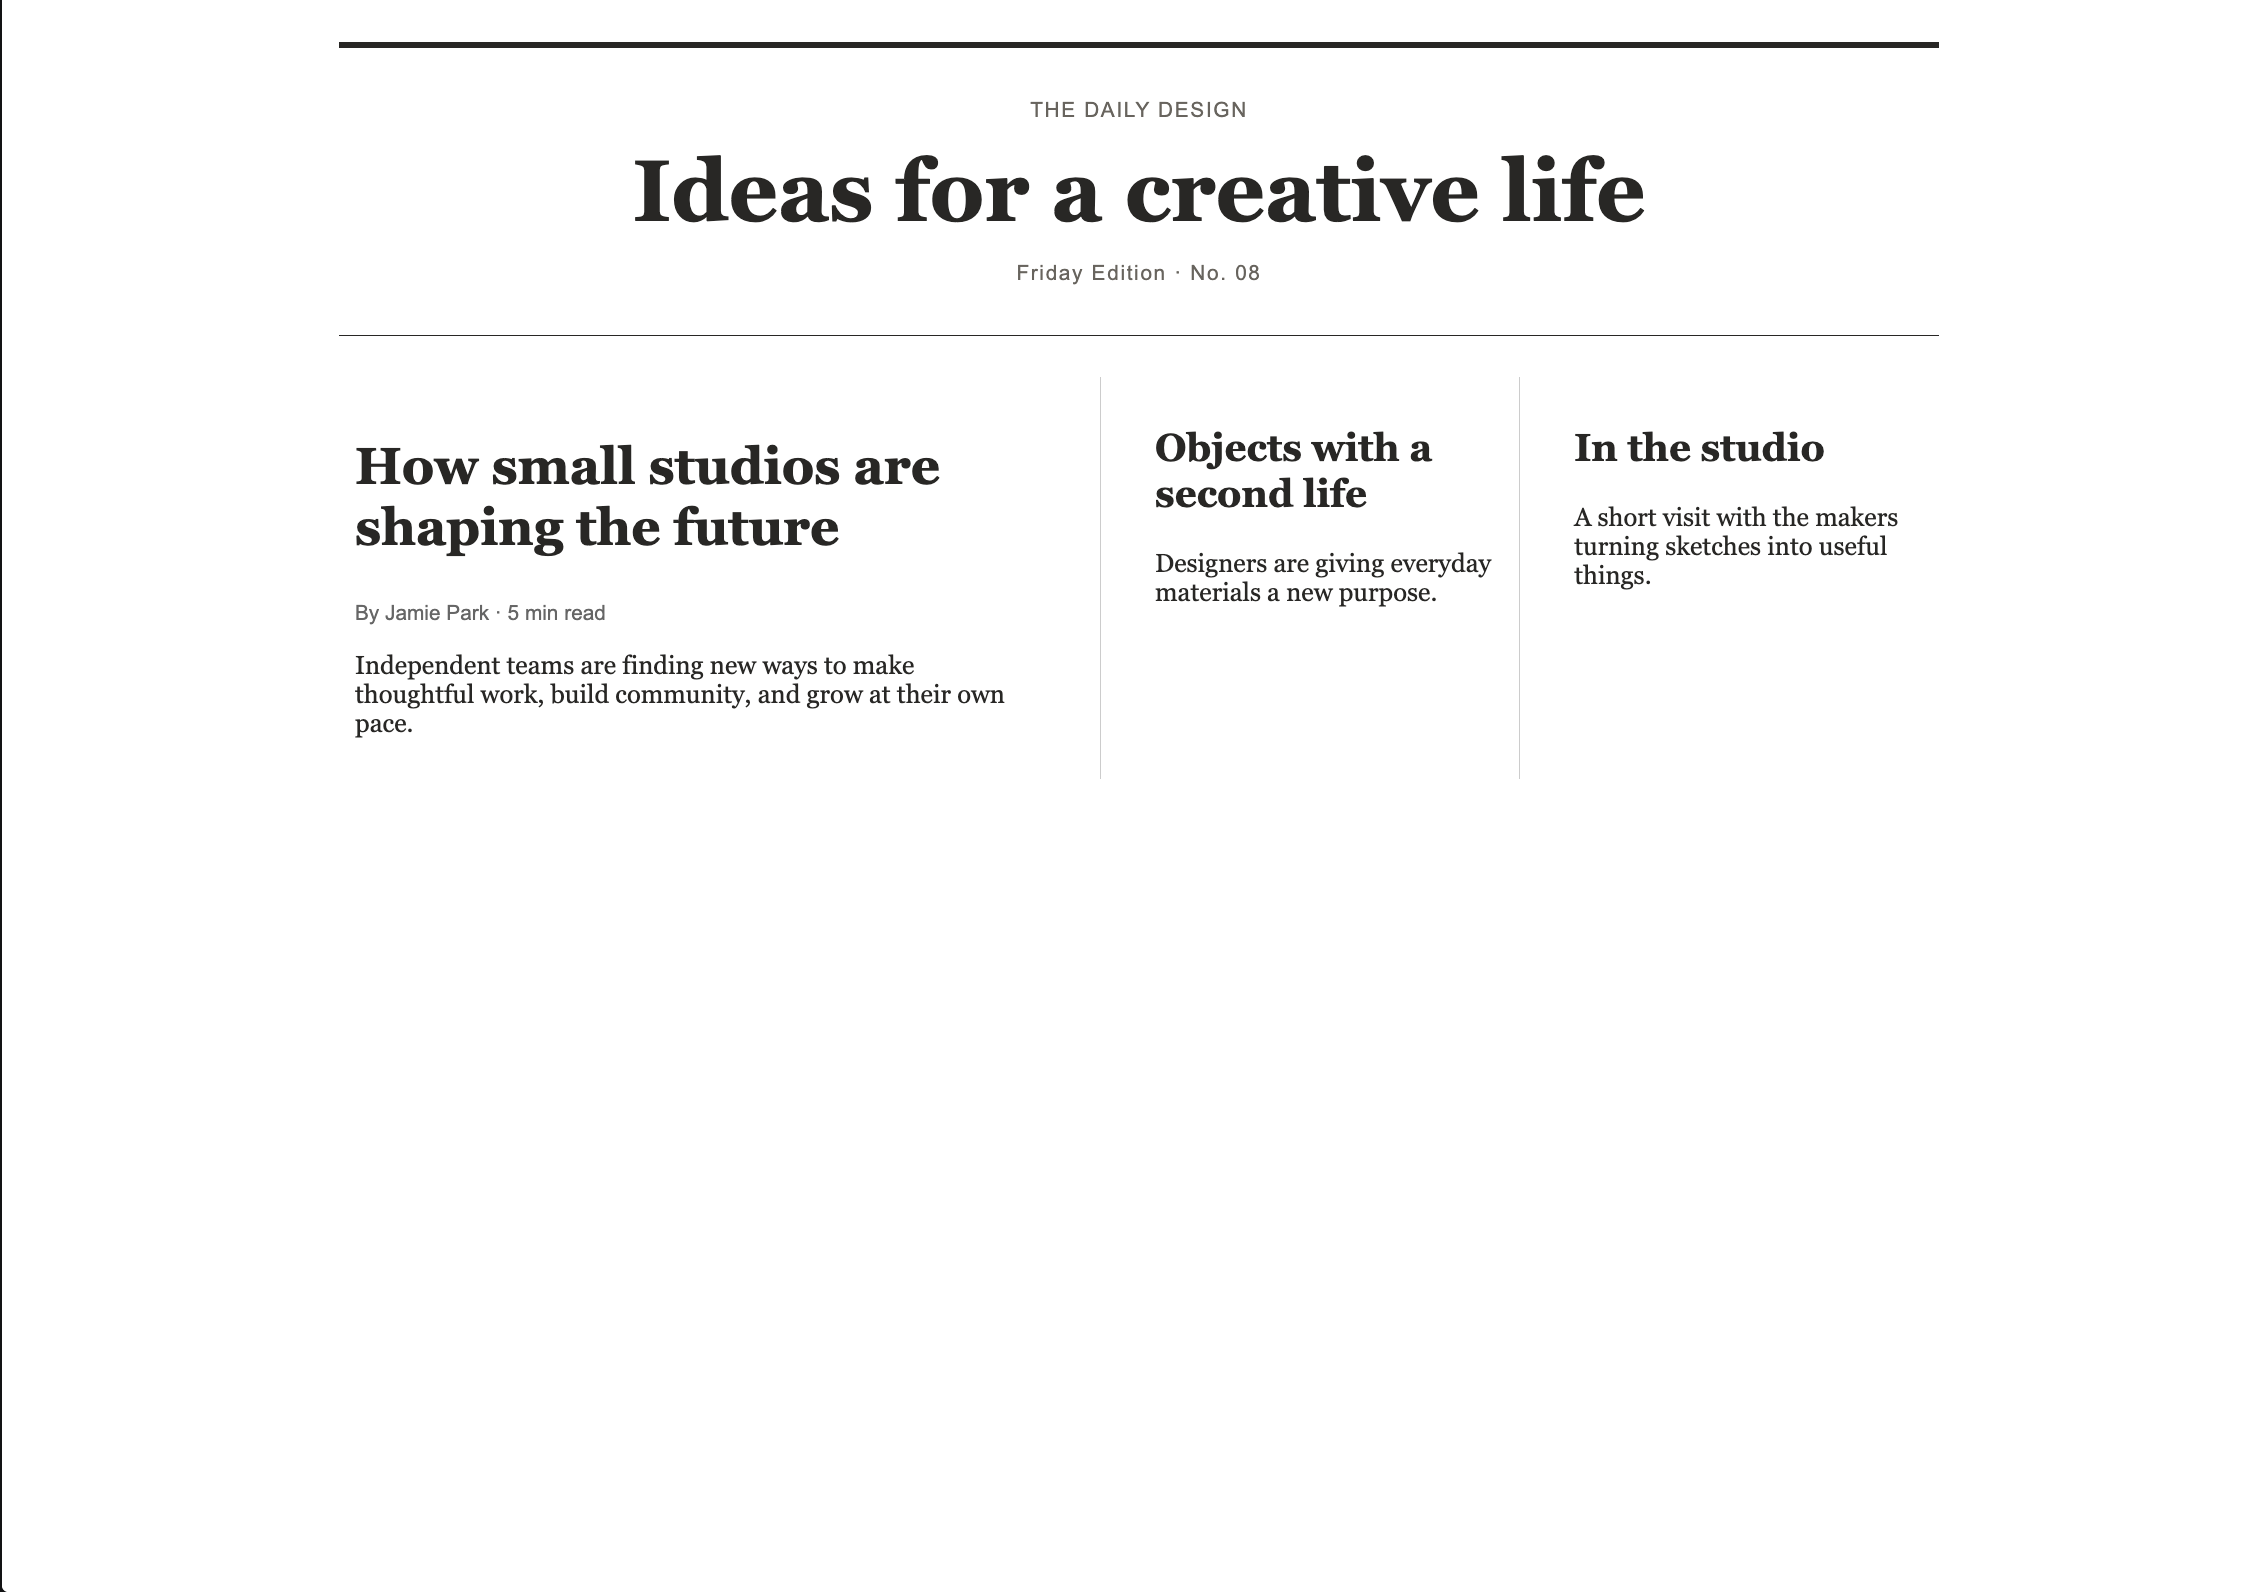 THE DAILY DESIGN
Ideas for a creative life
Friday Edition · No. 08
How small studios are
shaping the future
By Jamie Park · 5 min read
Independent teams are finding new ways to make
thoughtful work, build community, and grow at their own
pace.
Objects with a
second life
Designers are giving everyday
materials a new purpose.
In the studio
A short visit with the makers
turning sketches into useful
things.